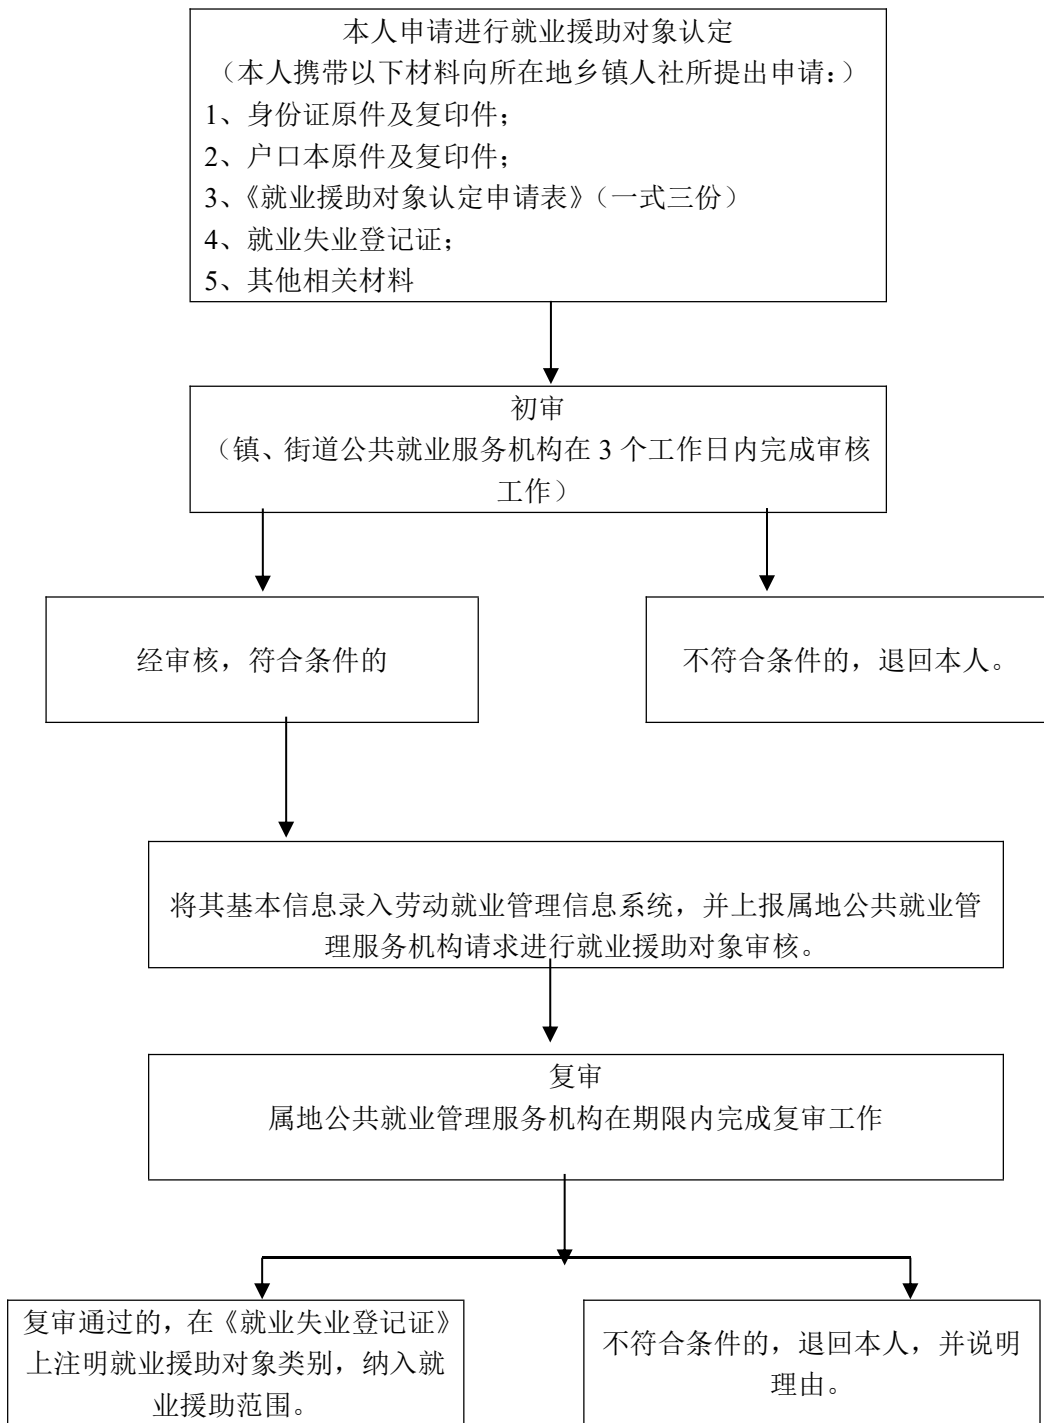 本人申请进行就业援助对象认定
（本人携带以下材料向所在地乡镇人社所提出申请：）
1、身份证原件及复印件；
2、户口本原件及复印件；
3、《就业援助对象认定申请表》（一式三份）
4、就业失业登记证；
5、其他相关材料
初审
（镇、街道公共就业服务机构在 3 个工作日内完成审核
工作）
经审核，符合条件的
不符合条件的，退回本人。
将其基本信息录入劳动就业管理信息系统，并上报属地公共就业管
理服务机构请求进行就业援助对象审核。
复审
属地公共就业管理服务机构在期限内完成复审工作
复审通过的，在《就业失业登记证》
上注明就业援助对象类别，纳入就
业援助范围。
不符合条件的，退回本人，并说明
理由。